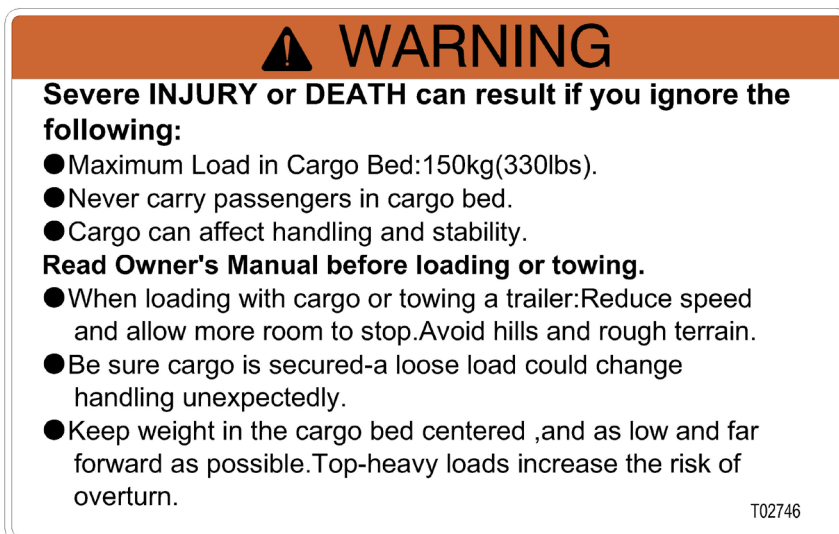 WARNING
Severe INJURY or DEATH can result if you ignore the
following:
●Maximum Load in Cargo Bed:150kg(330lbs).
●Never carry passengers in cargo bed.
●Cargo can affect handling and stability.
Read Owner's Manual before loading or towing.
●When loading with cargo or towing a trailer:Reduce speed
and allow more room to stop.Avoid hills and rough terrain.
●Be sure cargo is secured-a loose load could change
handling unexpectedly.
●Keep weight in the cargo bed centered ,and as low and far
forward as possible.Top-heavy loads increase the risk of
overturn.
T02746